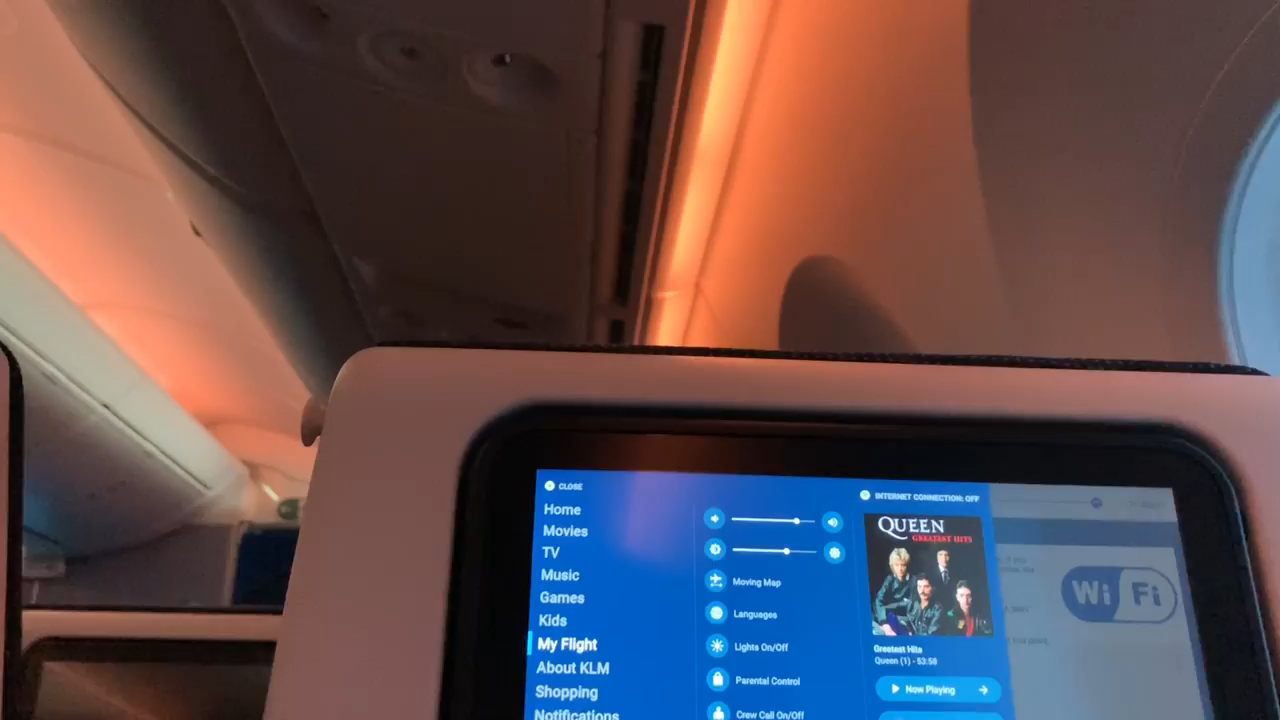 CLOSE
Home
Movies
TV
Music
Games
Kids
My Flight
About KLM
Shopping
Notifications
Moving Map
Languages
Lights On/Off
Parental Control
Crew Call On/Off
INTERNET CONNECTION: OFF
QUEEN
GREATEST HITS
Greatest Hits
Queen (1) - 53:58
Now Playing
Wi Fi